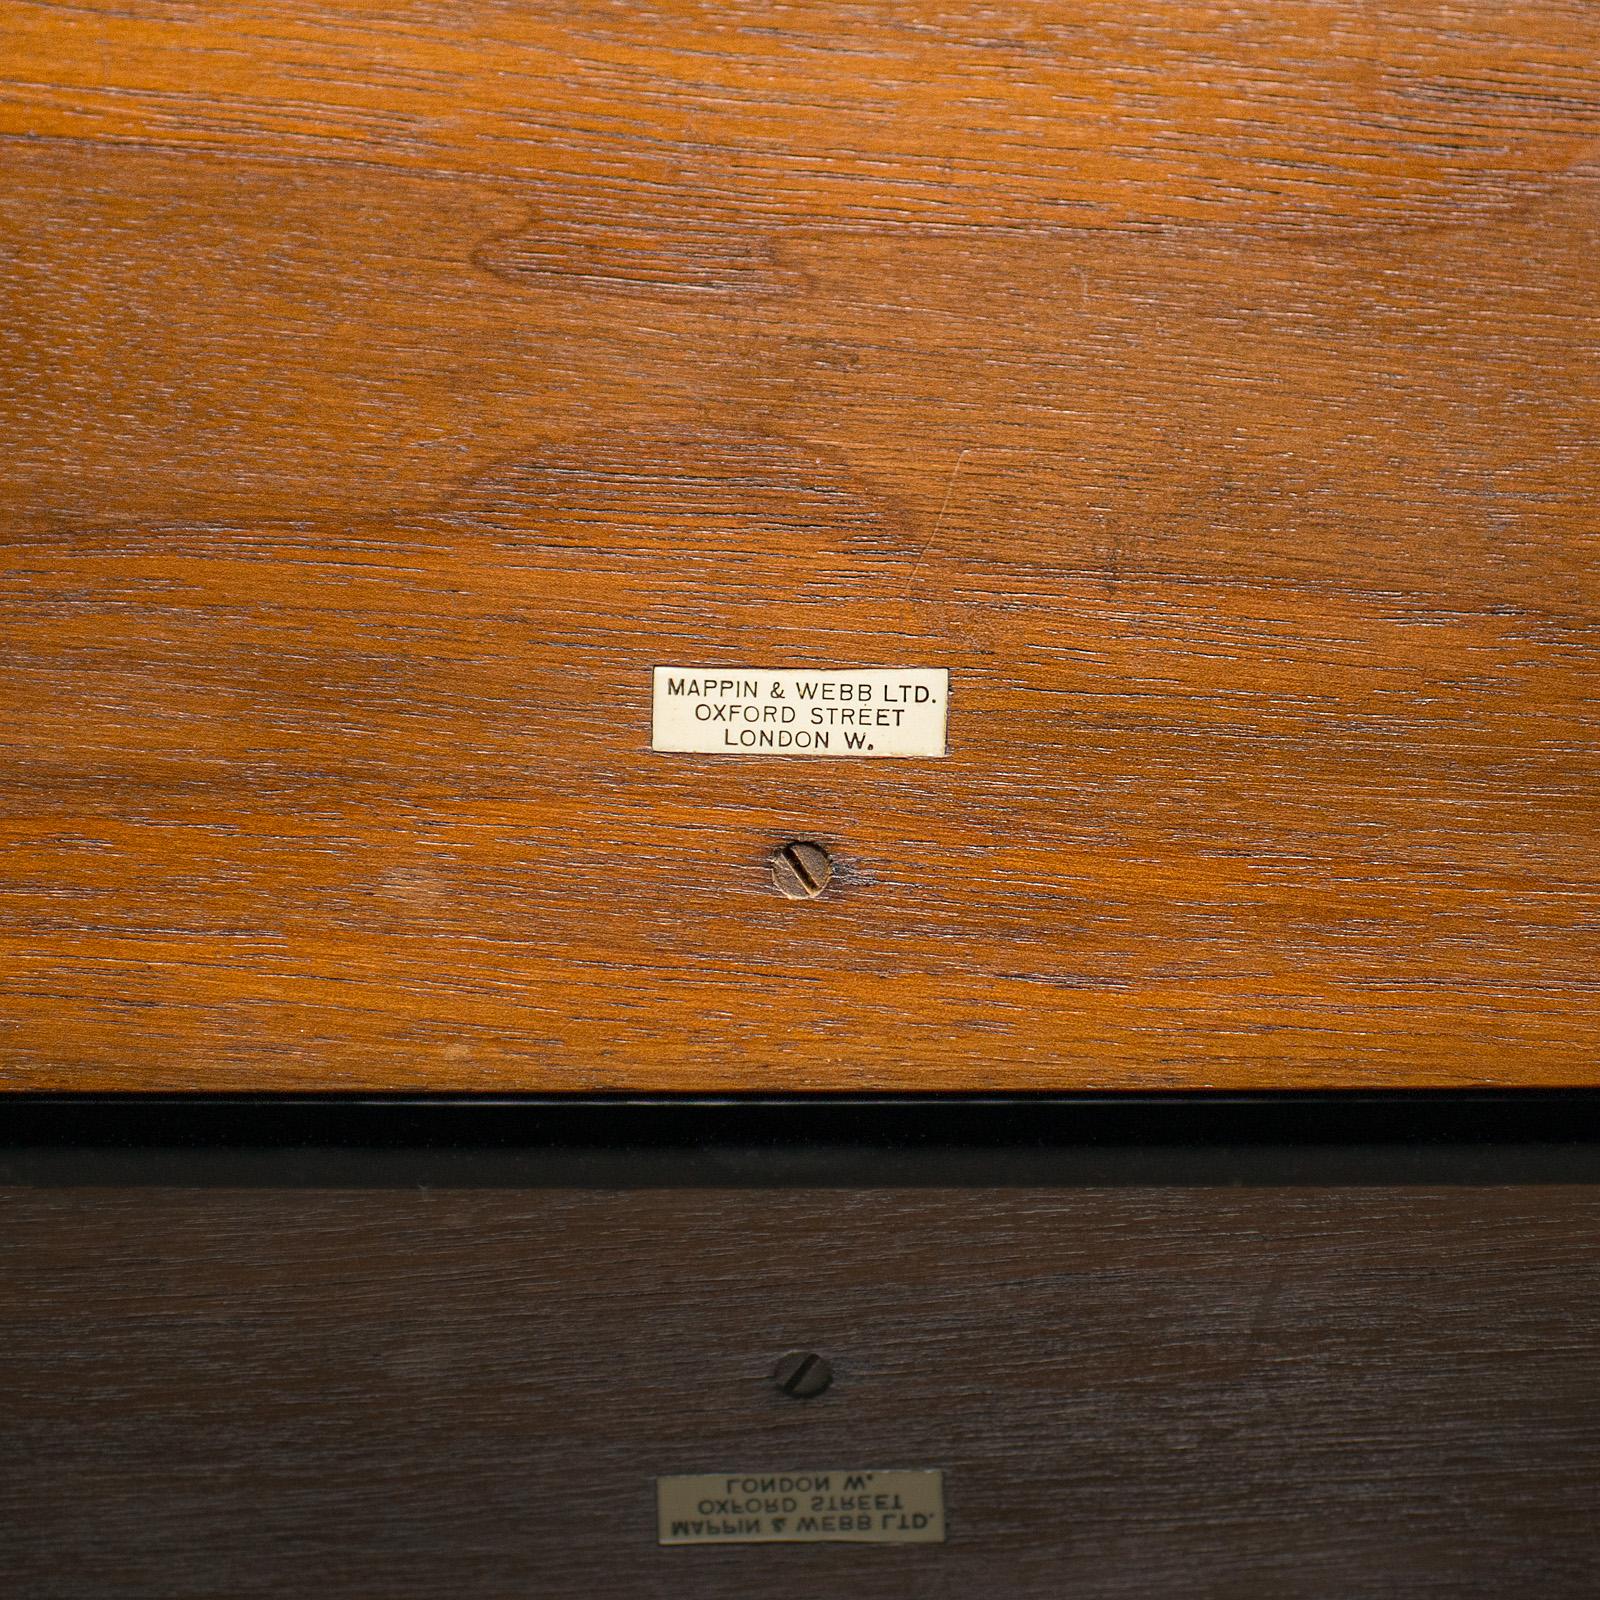 MAPPIN & WEBB LTD.
OXFORD STREET
LONDON W.